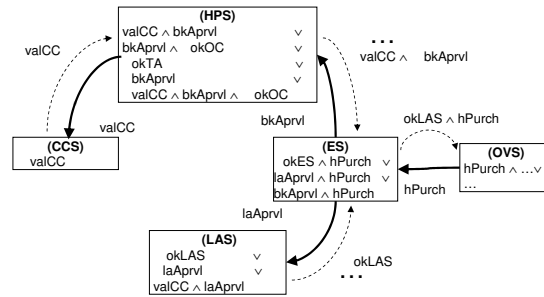 (HPS)
valCC ∧ bkAprvl ∨
bkAprvl ∧ okOC ∨
okTA ∨
bkAprvl ∨
valCC ∧ bkAprvl ∧ okOC
valCC
...
valCC ∧ bkAprvl
valCC
(CCS)
valCC
bkAprvl
okLAS ∧ hPurch
(ES)
okES ∧ hPurch ∨
laAprvl ∧ hPurch ∨
bkAprvl ∧ hPurch
(OVS)
hPurch ∧ ...∨
...
hPurch
laAprvl
(LAS)
okLAS ∨
laAprvl ∨
valCC ∧ laAprvl
okLAS
...